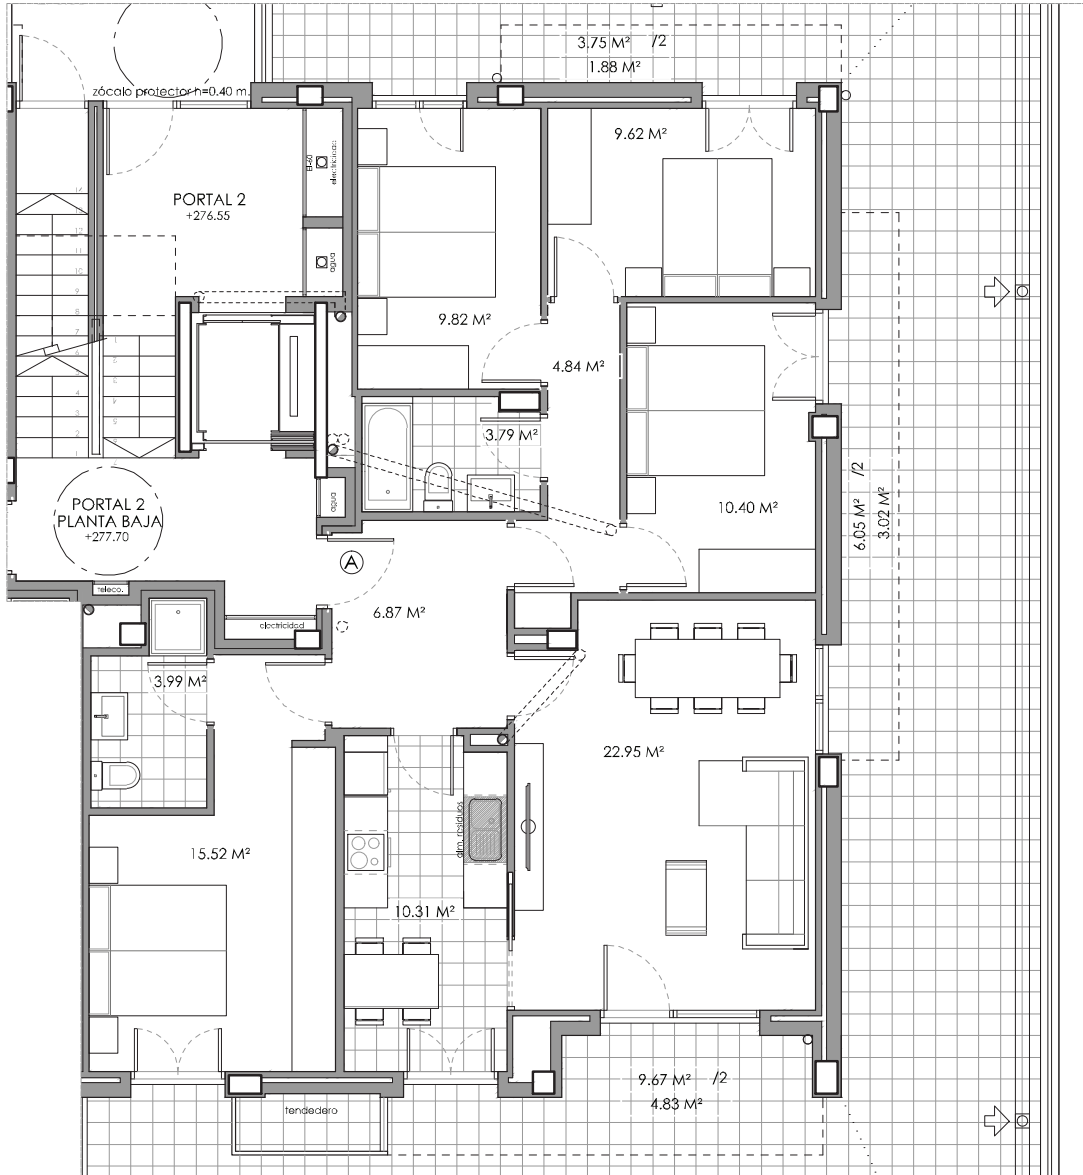 3.75 M² /2
1.88 M²
zócalo protector h=0.40 m.
9.62 M²
EI-60
electricidad
PORTAL 2
+276.55
agua
9.82 M²
4.84 M²
3.79 M²
agua
10.40 M²
6.05 M² /2
3.02 M²
PORTAL 2
PLANTA BAJA
+277.70
A
teleco.
electricidad
6.87 M²
3.99 M²
22.95 M²
alm. residuos
15.52 M²
10.31 M²
9.67 M² /2
4.83 M²
tendedero